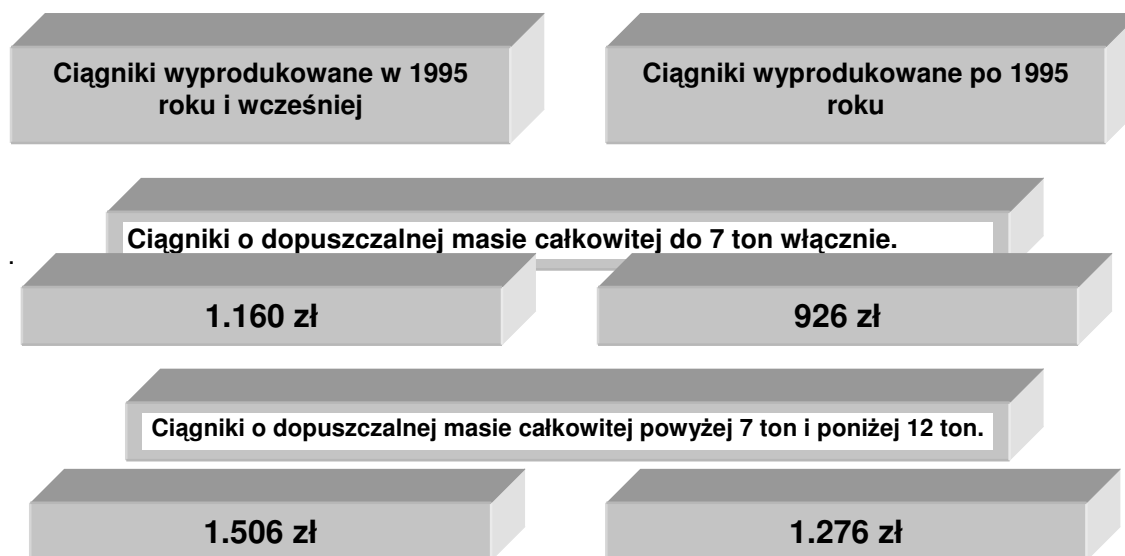 Ciągniki wyprodukowane w 1995
roku i wcześniej
Ciągniki wyprodukowane po 1995
roku
Ciągniki o dopuszczalnej masie całkowitej do 7 ton włącznie.
.
1.160 zł
926 zł
Ciągniki o dopuszczalnej masie całkowitej powyżej 7 ton i poniżej 12 ton.
1.506 zł
1.276 zł